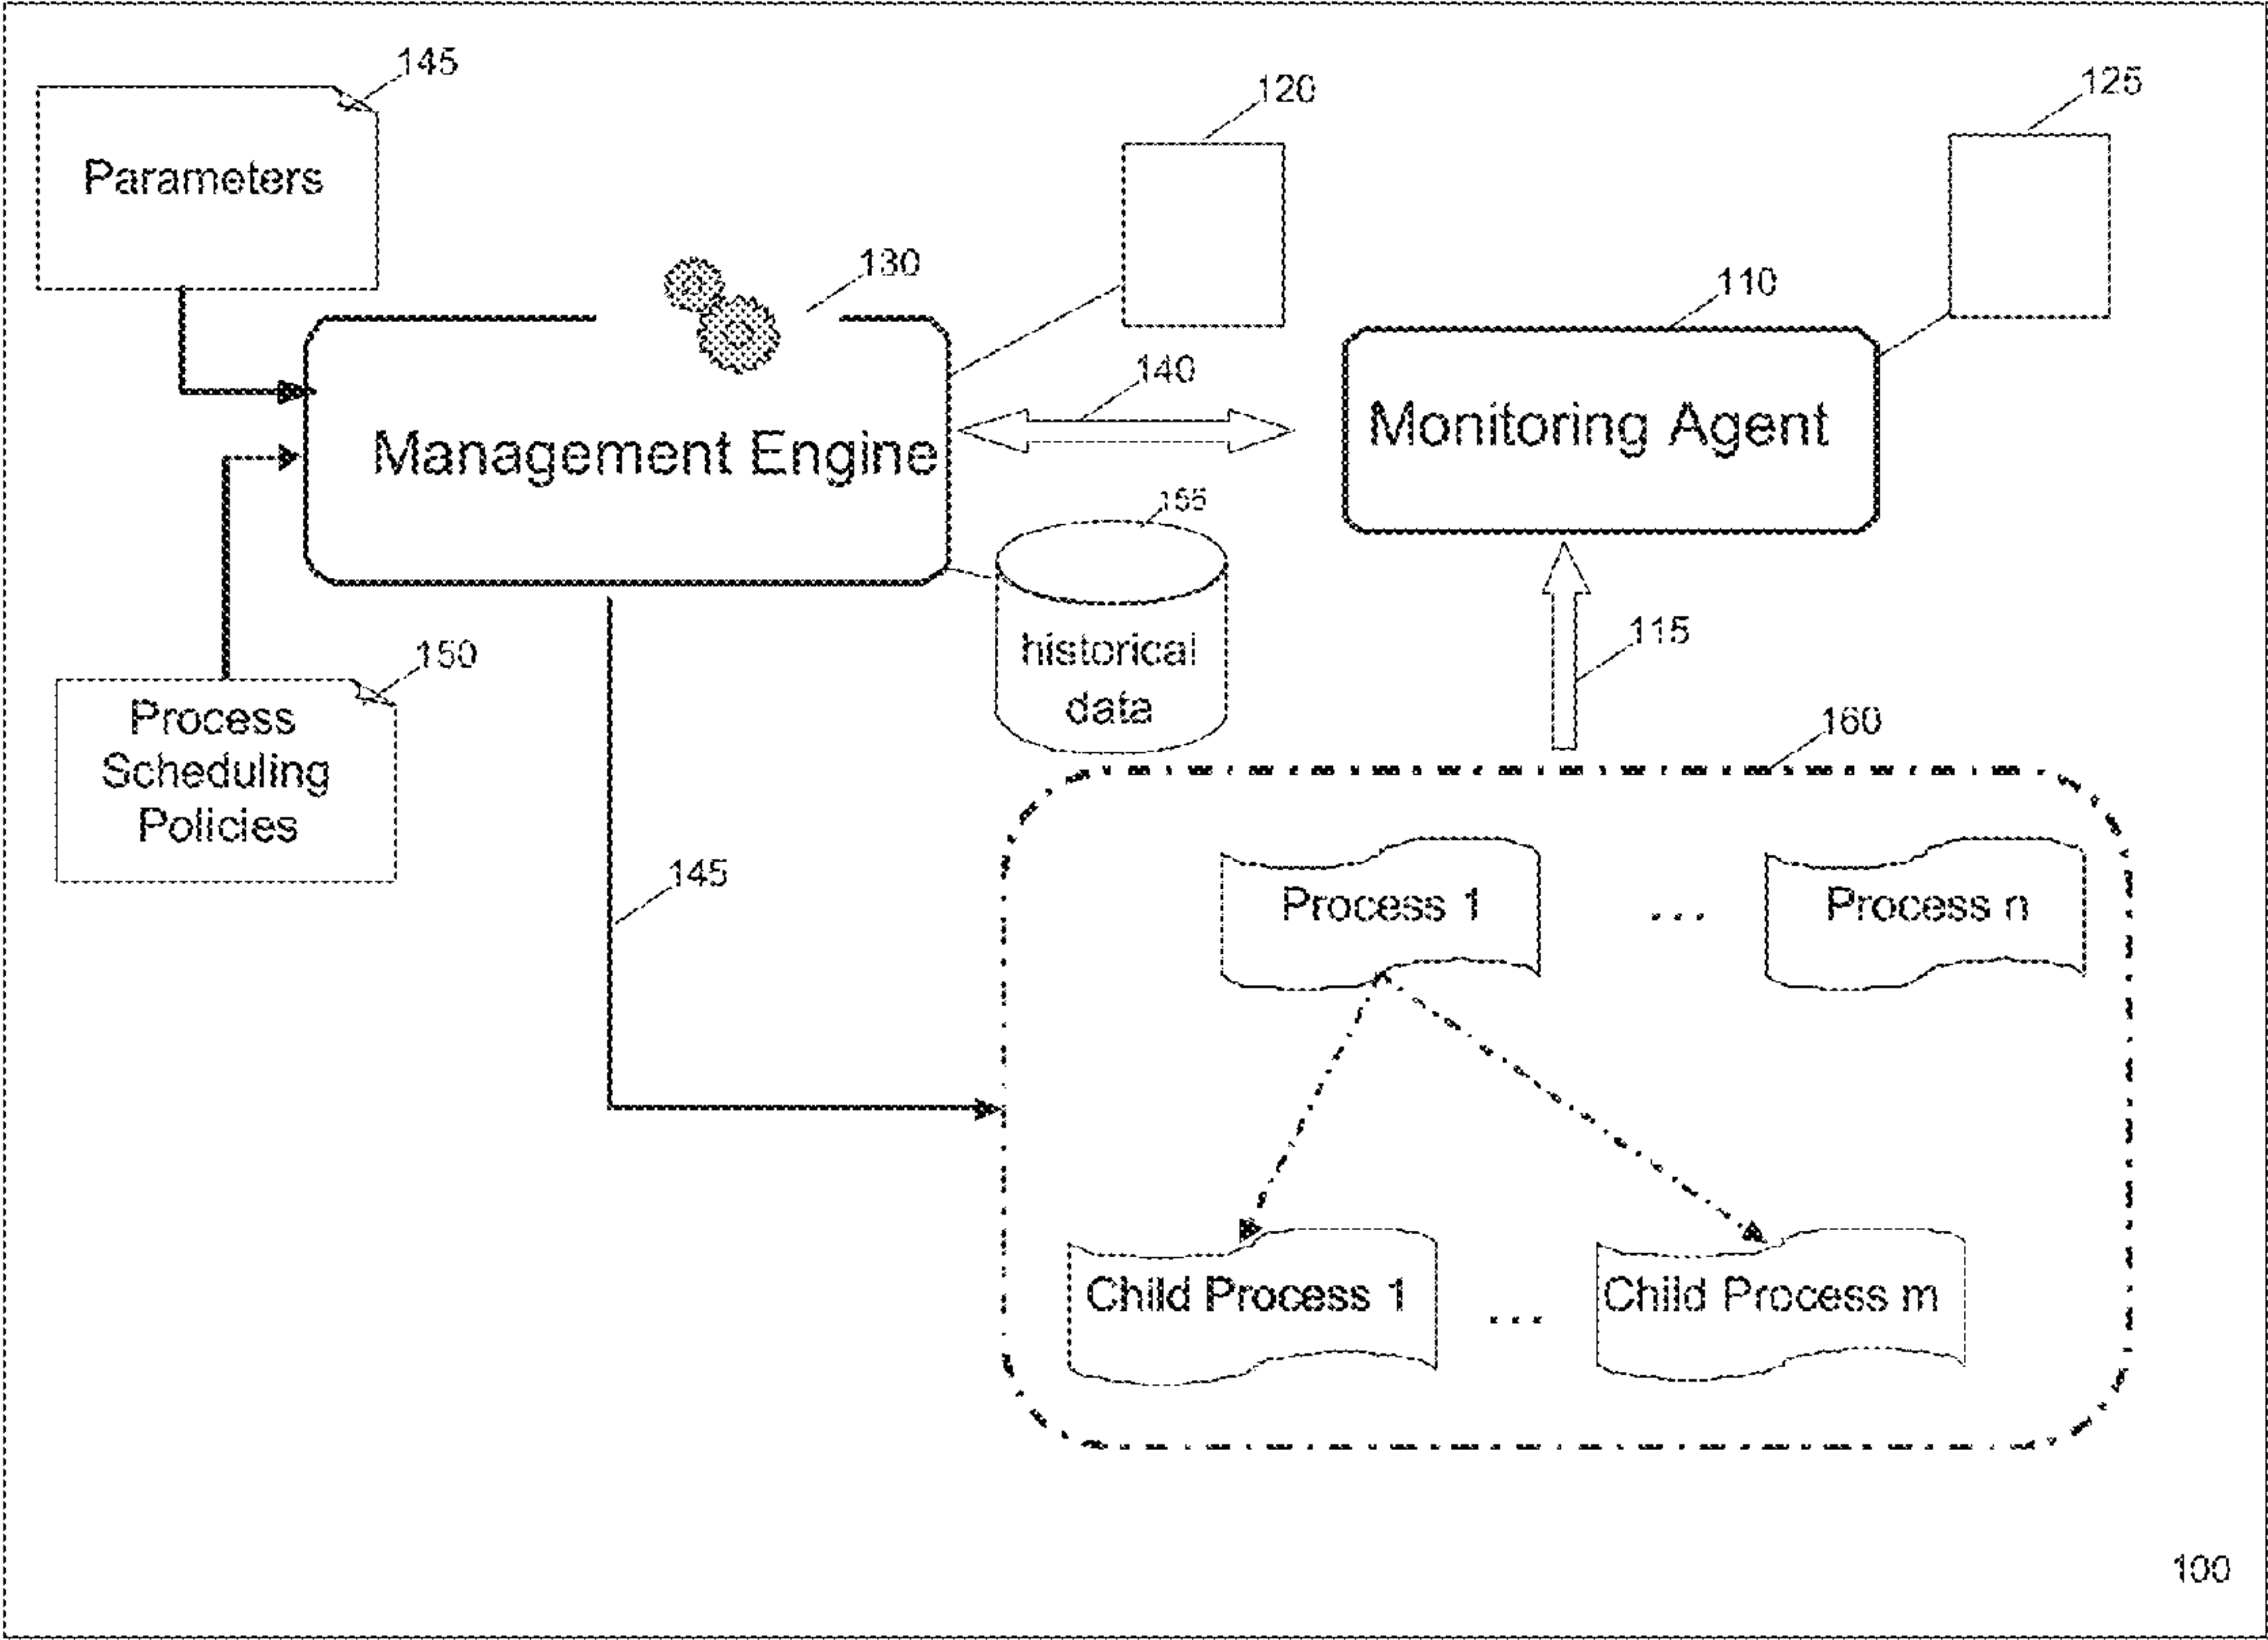 145
Parameters
120
125
130
110
140
Management Engine
Monitoring Agent
155
historical
data
115
150
Process
Scheduling
Policies
160
145
Process 1
...
Process n
Child Process 1
...
Child Process m
100